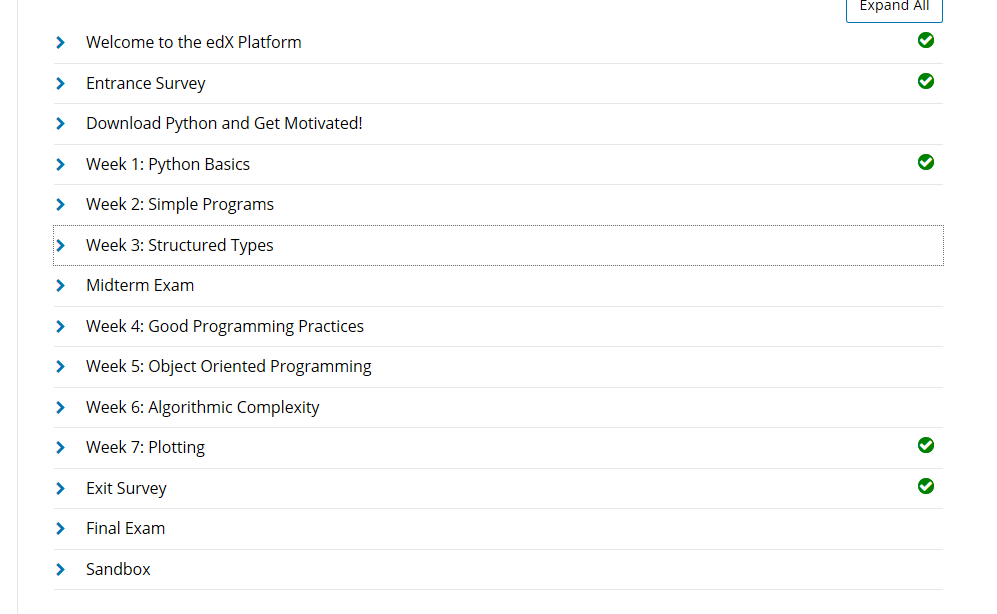 Expand All
Welcome to the edX Platform
Entrance Survey
Download Python and Get Motivated!
Week 1: Python Basics
Week 2: Simple Programs
Week 3: Structured Types
Midterm Exam
Week 4: Good Programming Practices
Week 5: Object Oriented Programming
Week 6: Algorithmic Complexity
Week 7: Plotting
Exit Survey
Final Exam
Sandbox